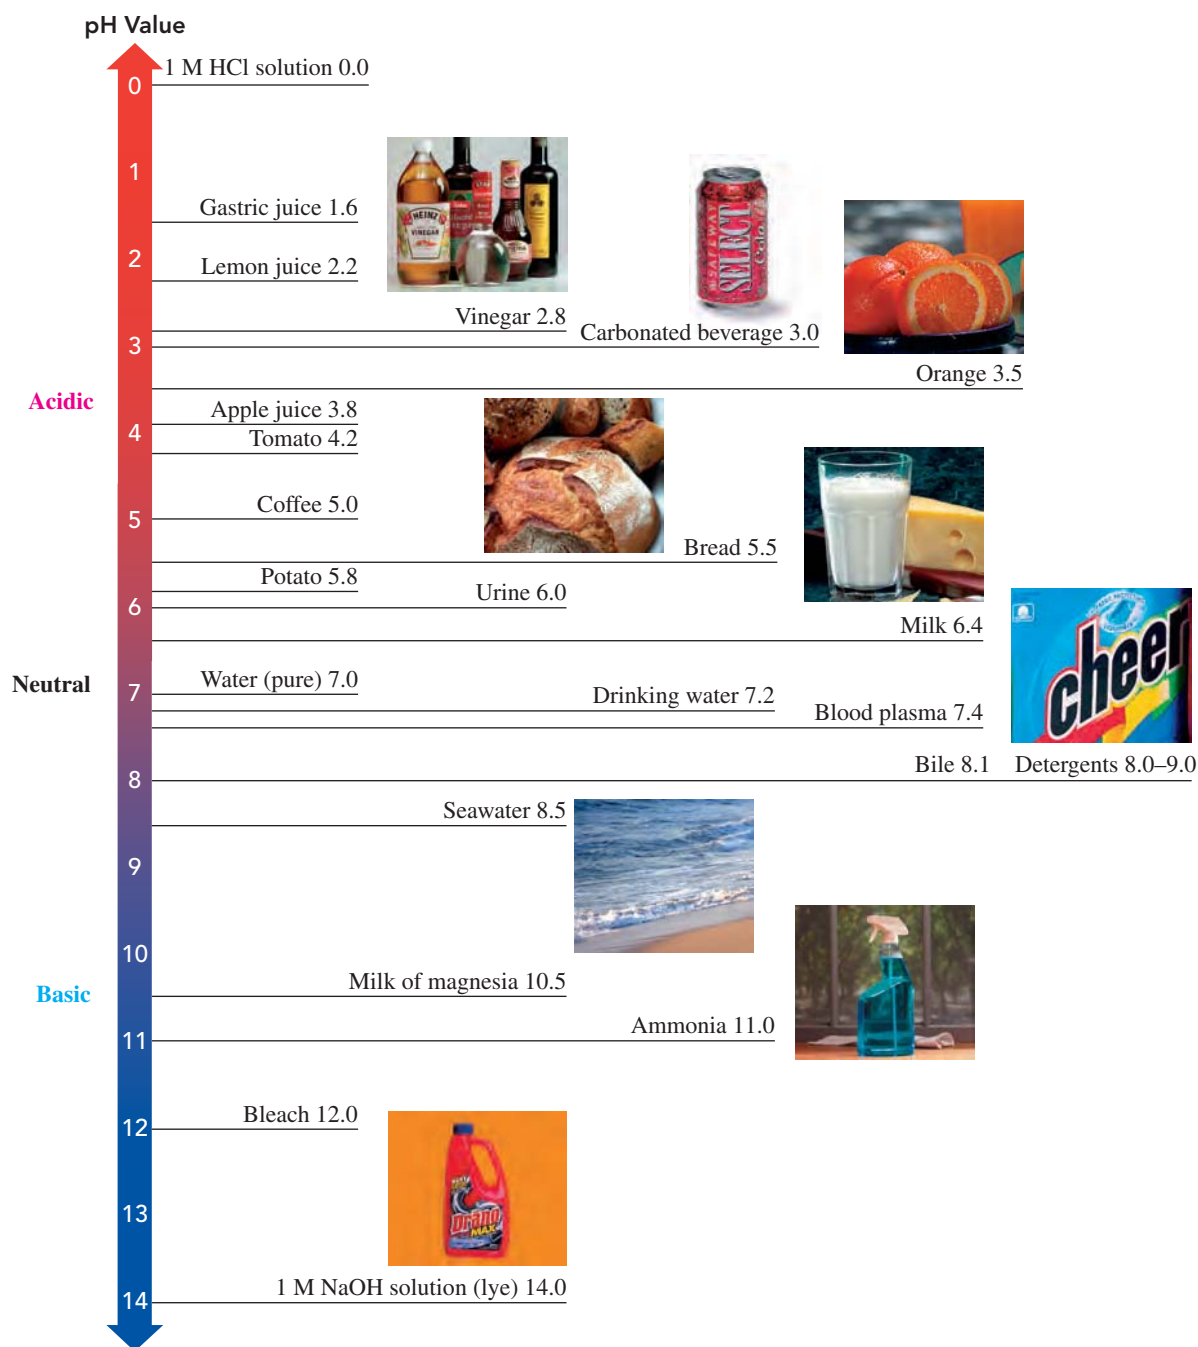 pH Value
1 M HCl solution 0.0
0
1
Gastric juice 1.6
HEINZ
VINEGAR
SAFEWAY
SELECT
Cola
2
Lemon juice 2.2
Vinegar 2.8
Carbonated beverage 3.0
3
Orange 3.5
Acidic
Apple juice 3.8
4
Tomato 4.2
Coffee 5.0
5
Bread 5.5
Potato 5.8
Urine 6.0
6
Milk 6.4
cheer
Neutral
Water (pure) 7.0
7
Drinking water 7.2
Blood plasma 7.4
Bile 8.1
Detergents 8.0–9.0
8
Seawater 8.5
9
10
Basic
Milk of magnesia 10.5
Ammonia 11.0
11
Bleach 12.0
12
Drano
MAX
13
1 M NaOH solution (lye) 14.0
14